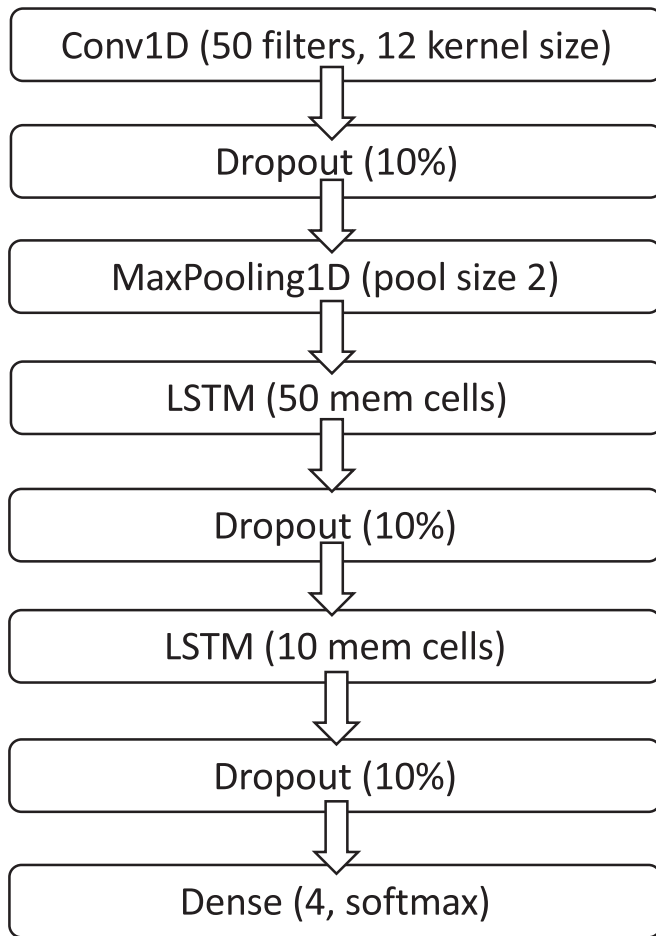 Conv1D (50 filters, 12 kernel size)
Dropout (10%)
MaxPooling1D (pool size 2)
LSTM (50 mem cells)
Dropout (10%)
LSTM (10 mem cells)
Dropout (10%)
Dense (4, softmax)